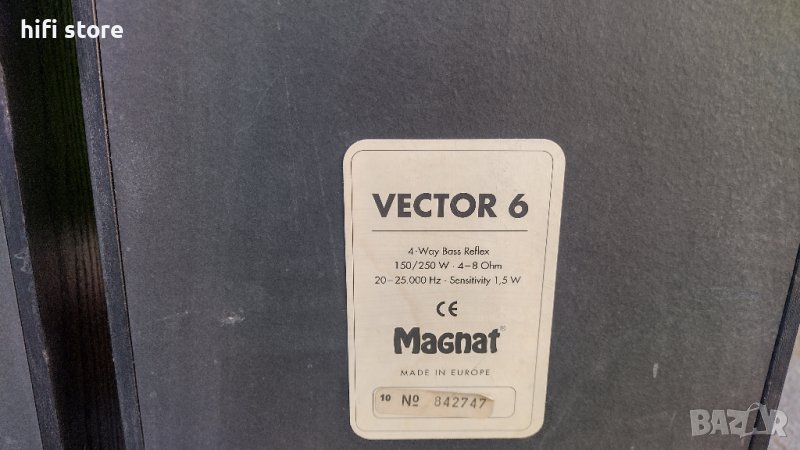 hifi store
VECTOR 6
4-Way Bass Reflex
150/250 W · 4–8 Ohm
20–25.000 Hz · Sensitivity 1,5 W
CE
Magnat®
MADE IN EUROPE
10 Nº 842747
BAZAR